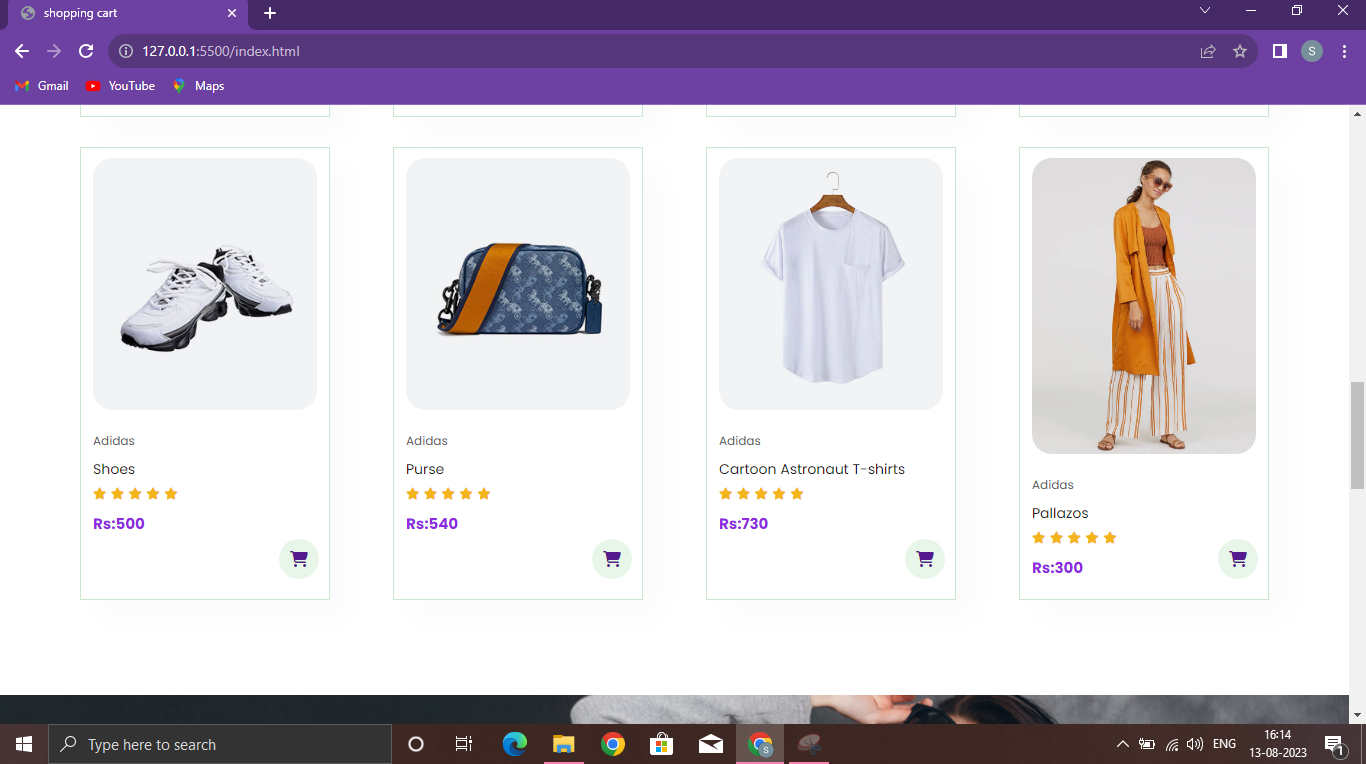 shopping cart
127.0.0.1:5500/index.html
S
Gmail
YouTube
Maps
Adidas
Shoes
Rs:500
Adidas
Purse
Rs:540
Adidas
Cartoon Astronaut T-shirts
Rs:730
Adidas
Pallazos
Rs:300
Type here to search
S
ENG
16:14
13-08-2023
1